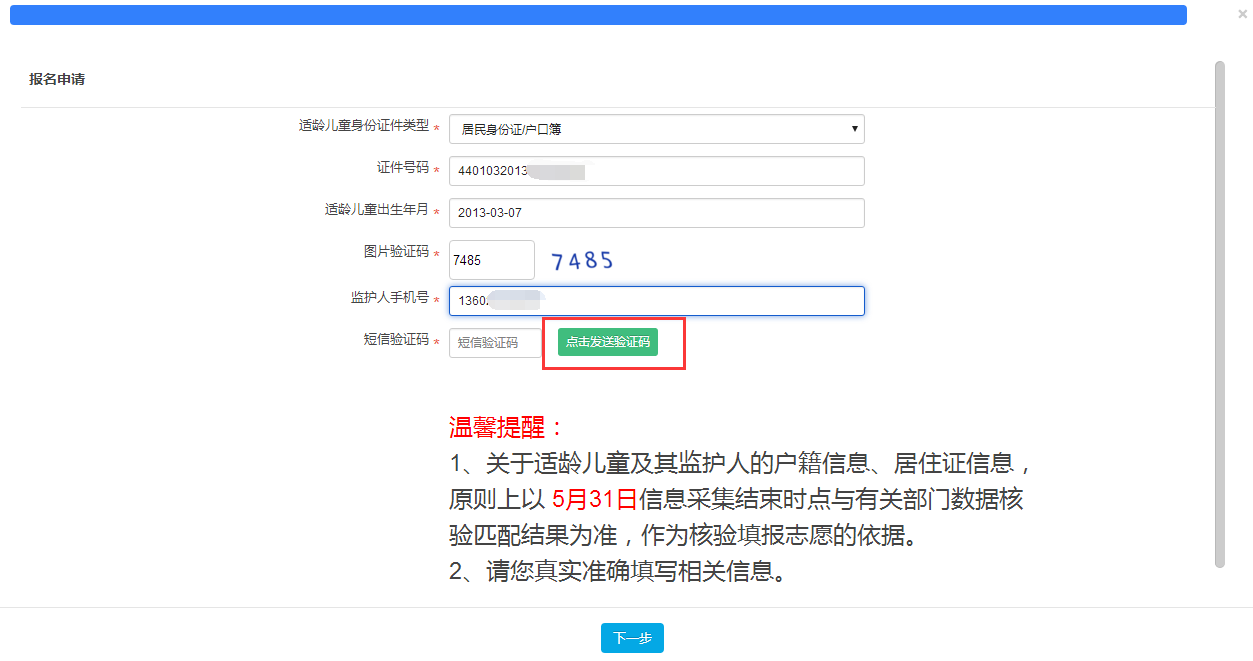 ×
报名申请
适龄儿童身份证件类型 * 居民身份证/户口簿 ▼
证件号码 * 4401032013
适龄儿童出生年月 * 2013-03-07
图片验证码 * 7485 7485
监护人手机号 * 1360
短信验证码 * 短信验证码 点击发送验证码
温馨提醒：
1、关于适龄儿童及其监护人的户籍信息、居住证信息，
原则上以 5月31日信息采集结束时点与有关部门数据核
验匹配结果为准，作为核验填报志愿的依据。
2、请您真实准确填写相关信息。
下一步